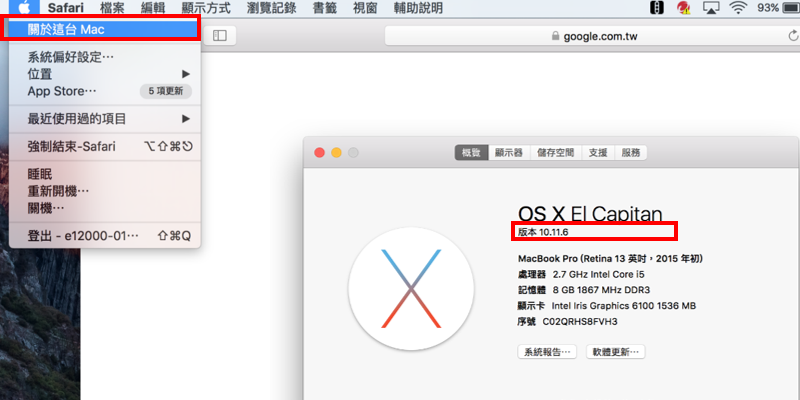 Safari 檔案 編輯 顯示方式 瀏覽記錄 書籤 視窗 輔助說明 93%
關於這台 Mac
系統偏好設定⋯
位置
App Store⋯ 5 項更新
最近使用過的項目
強制結束-Safari ⌥⇧⌘⎋
睡眠
重新開機⋯
關機⋯
登出 - e12000-01⋯ ⇧⌘Q
google.com.tw
概覽 顯示器 儲存空間 支援 服務
OS X El Capitan
版本 10.11.6
MacBook Pro (Retina 13 英吋，2015 年初)
處理器 2.7 GHz Intel Core i5
記憶體 8 GB 1867 MHz DDR3
顯示卡 Intel Iris Graphics 6100 1536 MB
序號 C02QRHS8FVH3
系統報告⋯ 軟體更新⋯